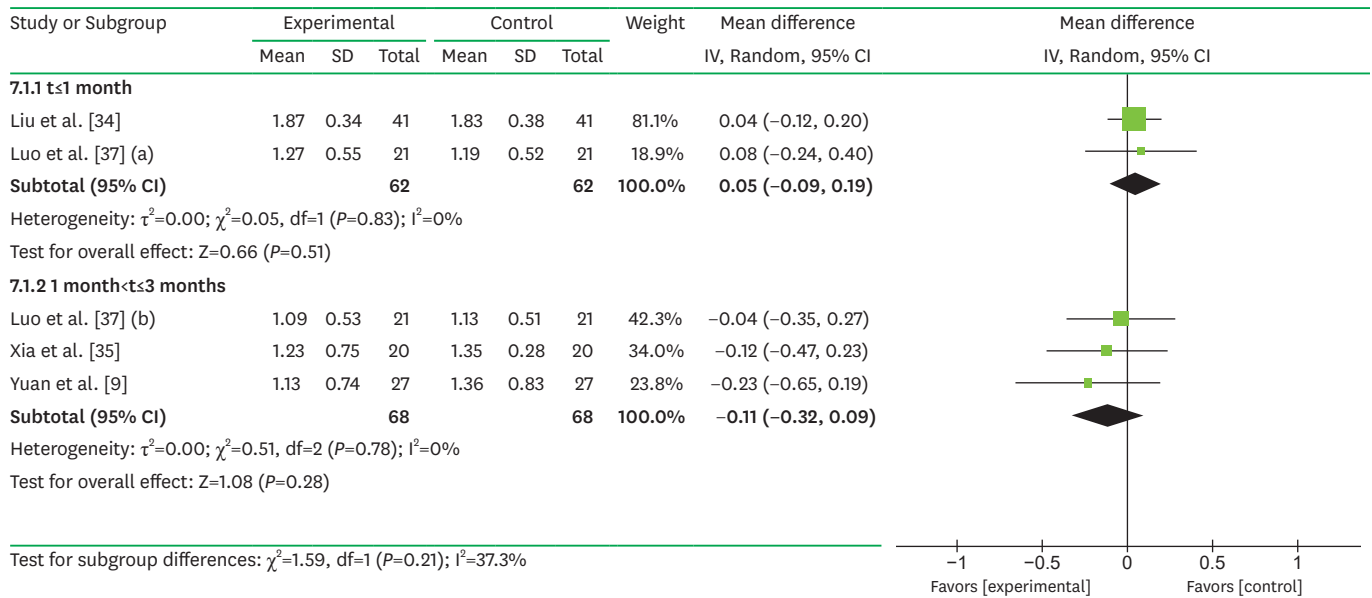 Study or Subgroup Experimental Control Weight Mean difference Mean difference
Mean SD Total Mean SD Total IV, Random, 95% CI IV, Random, 95% CI
7.1.1 t≤1 month
Liu et al. [34] 1.87 0.34 41 1.83 0.38 41 81.1% 0.04 (−0.12, 0.20)
Luo et al. [37] (a) 1.27 0.55 21 1.19 0.52 21 18.9% 0.08 (−0.24, 0.40)
Subtotal (95% CI) 62 62 100.0% 0.05 (−0.09, 0.19)
Heterogeneity: τ²=0.00; χ²=0.05, df=1 (P=0.83); I²=0%
Test for overall effect: Z=0.66 (P=0.51)
7.1.2 1 month<t≤3 months
Luo et al. [37] (b) 1.09 0.53 21 1.13 0.51 21 42.3% −0.04 (−0.35, 0.27)
Xia et al. [35] 1.23 0.75 20 1.35 0.28 20 34.0% −0.12 (−0.47, 0.23)
Yuan et al. [9] 1.13 0.74 27 1.36 0.83 27 23.8% −0.23 (−0.65, 0.19)
Subtotal (95% CI) 68 68 100.0% −0.11 (−0.32, 0.09)
Heterogeneity: τ²=0.00; χ²=0.51, df=2 (P=0.78); I²=0%
Test for overall effect: Z=1.08 (P=0.28)
Test for subgroup differences: χ²=1.59, df=1 (P=0.21); I²=37.3%
−1 −0.5 0 0.5 1
Favors [experimental] Favors [control]